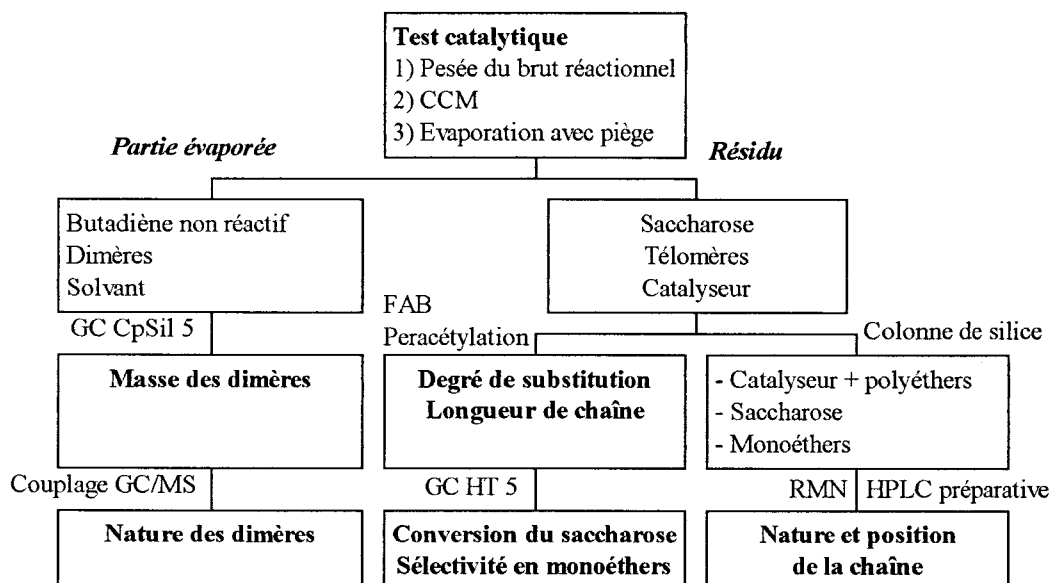 Test catalytique
1) Pesée du brut réactionnel
2) CCM
3) Evaporation avec piège
Partie évaporée
Résidu
Butadiène non réactif
Dimères
Solvant
Saccharose
Télomères
Catalyseur
GC CpSil 5
FAB
Peracétylation
Colonne de silice
Masse des dimères
Degré de substitution
Longueur de chaîne
- Catalyseur + polyéthers
- Saccharose
- Monoéthers
Couplage GC/MS
GC HT 5
RMN
HPLC préparative
Nature des dimères
Conversion du saccharose
Sélectivité en monoéthers
Nature et position
de la chaîne